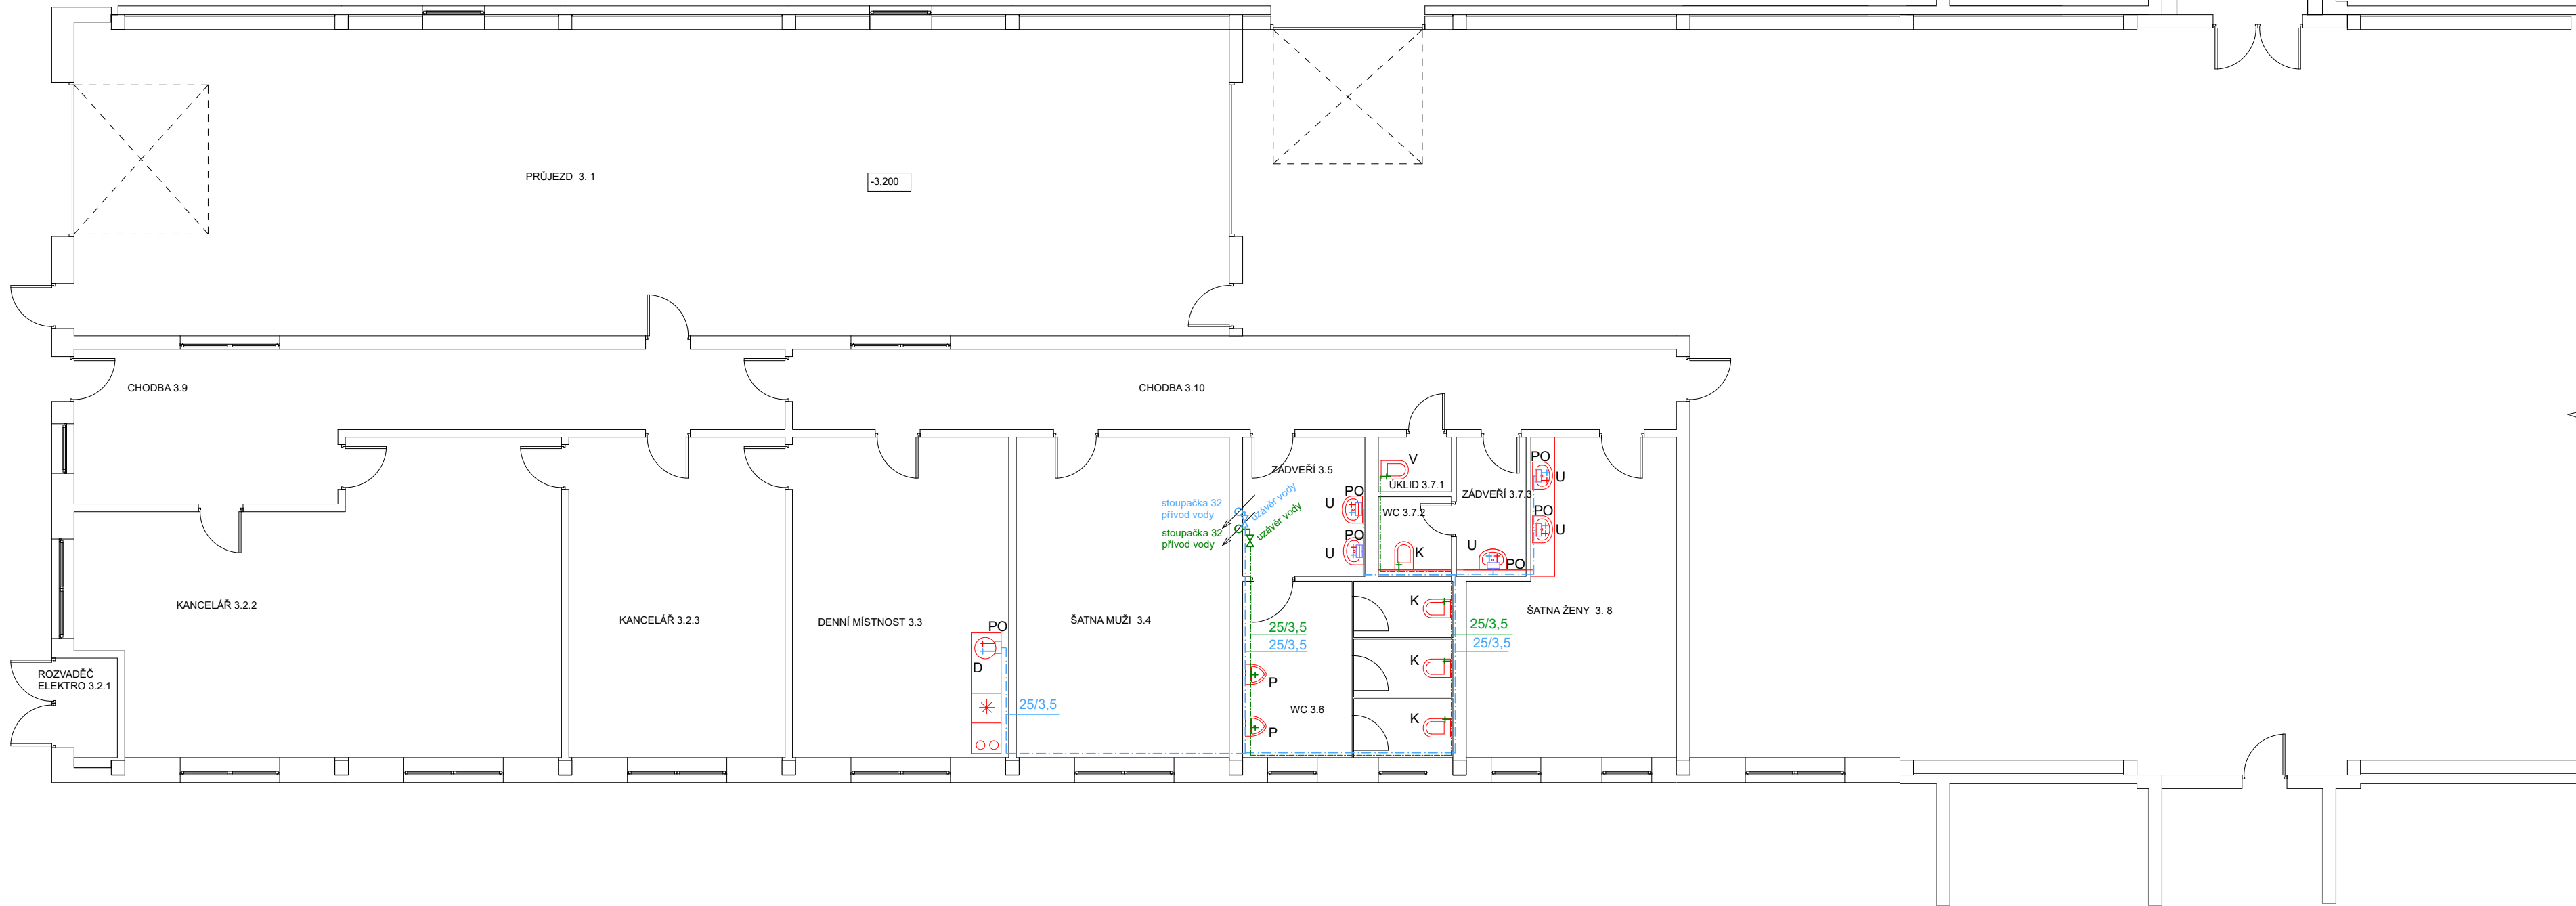 PRŮJEZD  3. 1
-3,200
CHODBA 3.9
CHODBA 3.10
ZÁDVEŘÍ 3.5
V
ÚKLID 3.7.1
ZÁDVEŘÍ 3.7.3
PO
U
PO
U
PO
U
PO
U
WC 3.7.2
K
U
PO
stoupačka 32
přívod vody
uzávěr vody
stoupačka 32
přívod vody
uzávěr vody
KANCELÁŘ 3.2.2
KANCELÁŘ 3.2.3
DENNÍ MÍSTNOST 3.3
PO
D
ŠATNA MUŽI  3.4
25/3,5
25/3,5
K
25/3,5
25/3,5
ŠATNA ŽENY  3. 8
ROZVADĚČ
ELEKTRO 3.2.1
P
K
25/3,5
WC 3.6
P
K